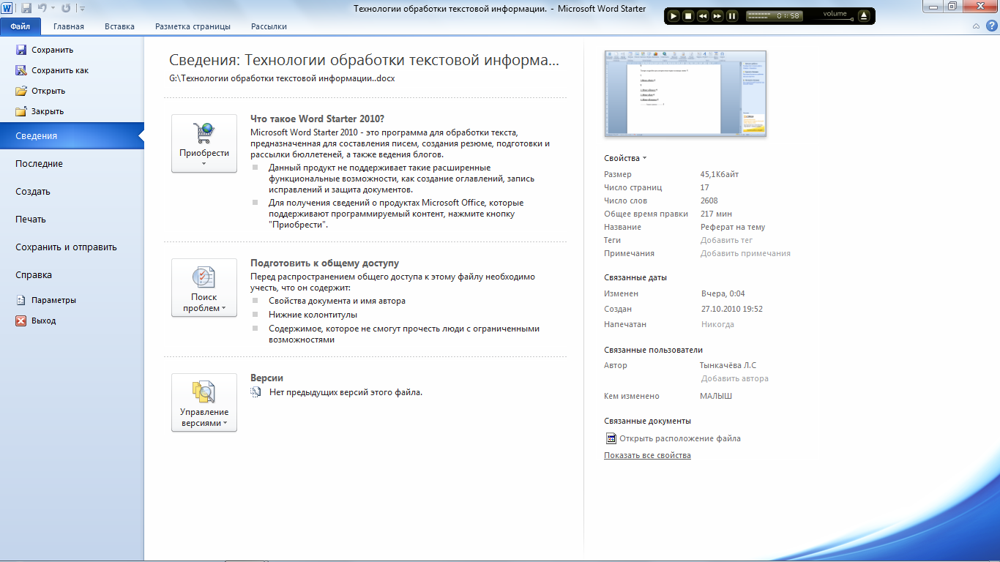 Технологии обработки текстовой информации. - Microsoft Word Starter
01:58
volume
Файл
Главная
Вставка
Разметка страницы
Рассылки
Сохранить
Сохранить как
Открыть
Закрыть
Сведения
Последние
Создать
Печать
Сохранить и отправить
Справка
Параметры
Выход
Сведения: Технологии обработки текстовой информа...
G:\Технологии обработки текстовой информации..docx
Приобрести
Что такое Word Starter 2010?
Microsoft Word Starter 2010 - это программа для обработки текста,
предназначенная для составления писем, создания резюме, подготовки и
рассылки бюллетеней, а также ведения блогов.
Данный продукт не поддерживает такие расширенные
функциональные возможности, как создание оглавлений, запись
исправлений и защита документов.
Для получения сведений о продуктах Microsoft Office, которые
поддерживают программируемый контент, нажмите кнопку
"Приобрести".
Поиск
проблем
Подготовить к общему доступу
Перед распространением общего доступа к этому файлу необходимо
учесть, что он содержит:
Свойства документа и имя автора
Нижние колонтитулы
Содержимое, которое не смогут прочесть люди с ограниченными
возможностями
Управление
версиями
Версии
Нет предыдущих версий этого файла.
Свойства
Размер 45,1Кбайт
Число страниц 17
Число слов 2608
Общее время правки 217 мин
Название Реферат на тему
Теги Добавить тег
Примечания Добавить примечания
Связанные даты
Изменен Вчера, 0:04
Создан 27.10.2010 19:52
Напечатан Никогда
Связанные пользователи
Автор Тынкачёва Л.С
Добавить автора
Кем изменено МАЛЫШ
Связанные документы
Открыть расположение файла
Показать все свойства